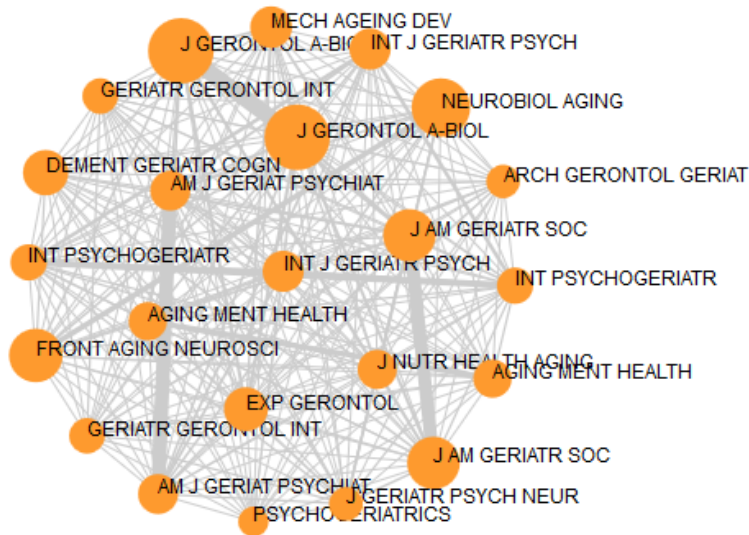 MECH AGEING DEV
J GERONTOL A-BIOL
INT J GERIATR PSYCH
GERIATR GERONTOL INT
NEUROBIOL AGING
J GERONTOL A-BIOL
DEMENT GERIATR COGN
ARCH GERONTOL GERIAT
AM J GERIAT PSYCHIAT
J AM GERIATR SOC
INT PSYCHOGERIATR
INT J GERIATR PSYCH
INT PSYCHOGERIATR
AGING MENT HEALTH
FRONT AGING NEUROSCI
J NUTR HEALTH AGING
AGING MENT HEALTH
EXP GERONTOL
GERIATR GERONTOL INT
J AM GERIATR SOC
AM J GERIAT PSYCHIAT
J GERIATR PSYCH NEUR
PSYCHOGERIATRICS